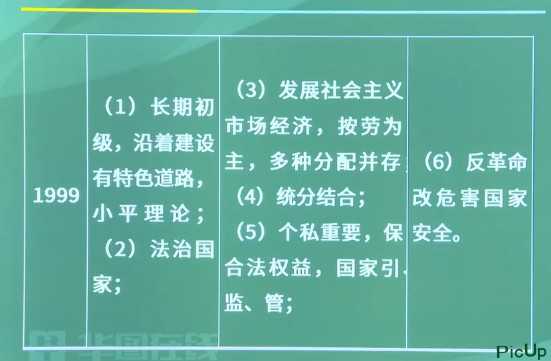 1999
（1）长期初
级，沿着建设
有特色道路，
小平理论；
（2）法治国
家；
（3）发展社会主义
市场经济，按劳为
主，多种分配并存
（4）统分结合；
（5）个私重要，保
合法权益，国家引、
监、管；
（6）反革命
改危害国家
安全。
华图在线
PicUp